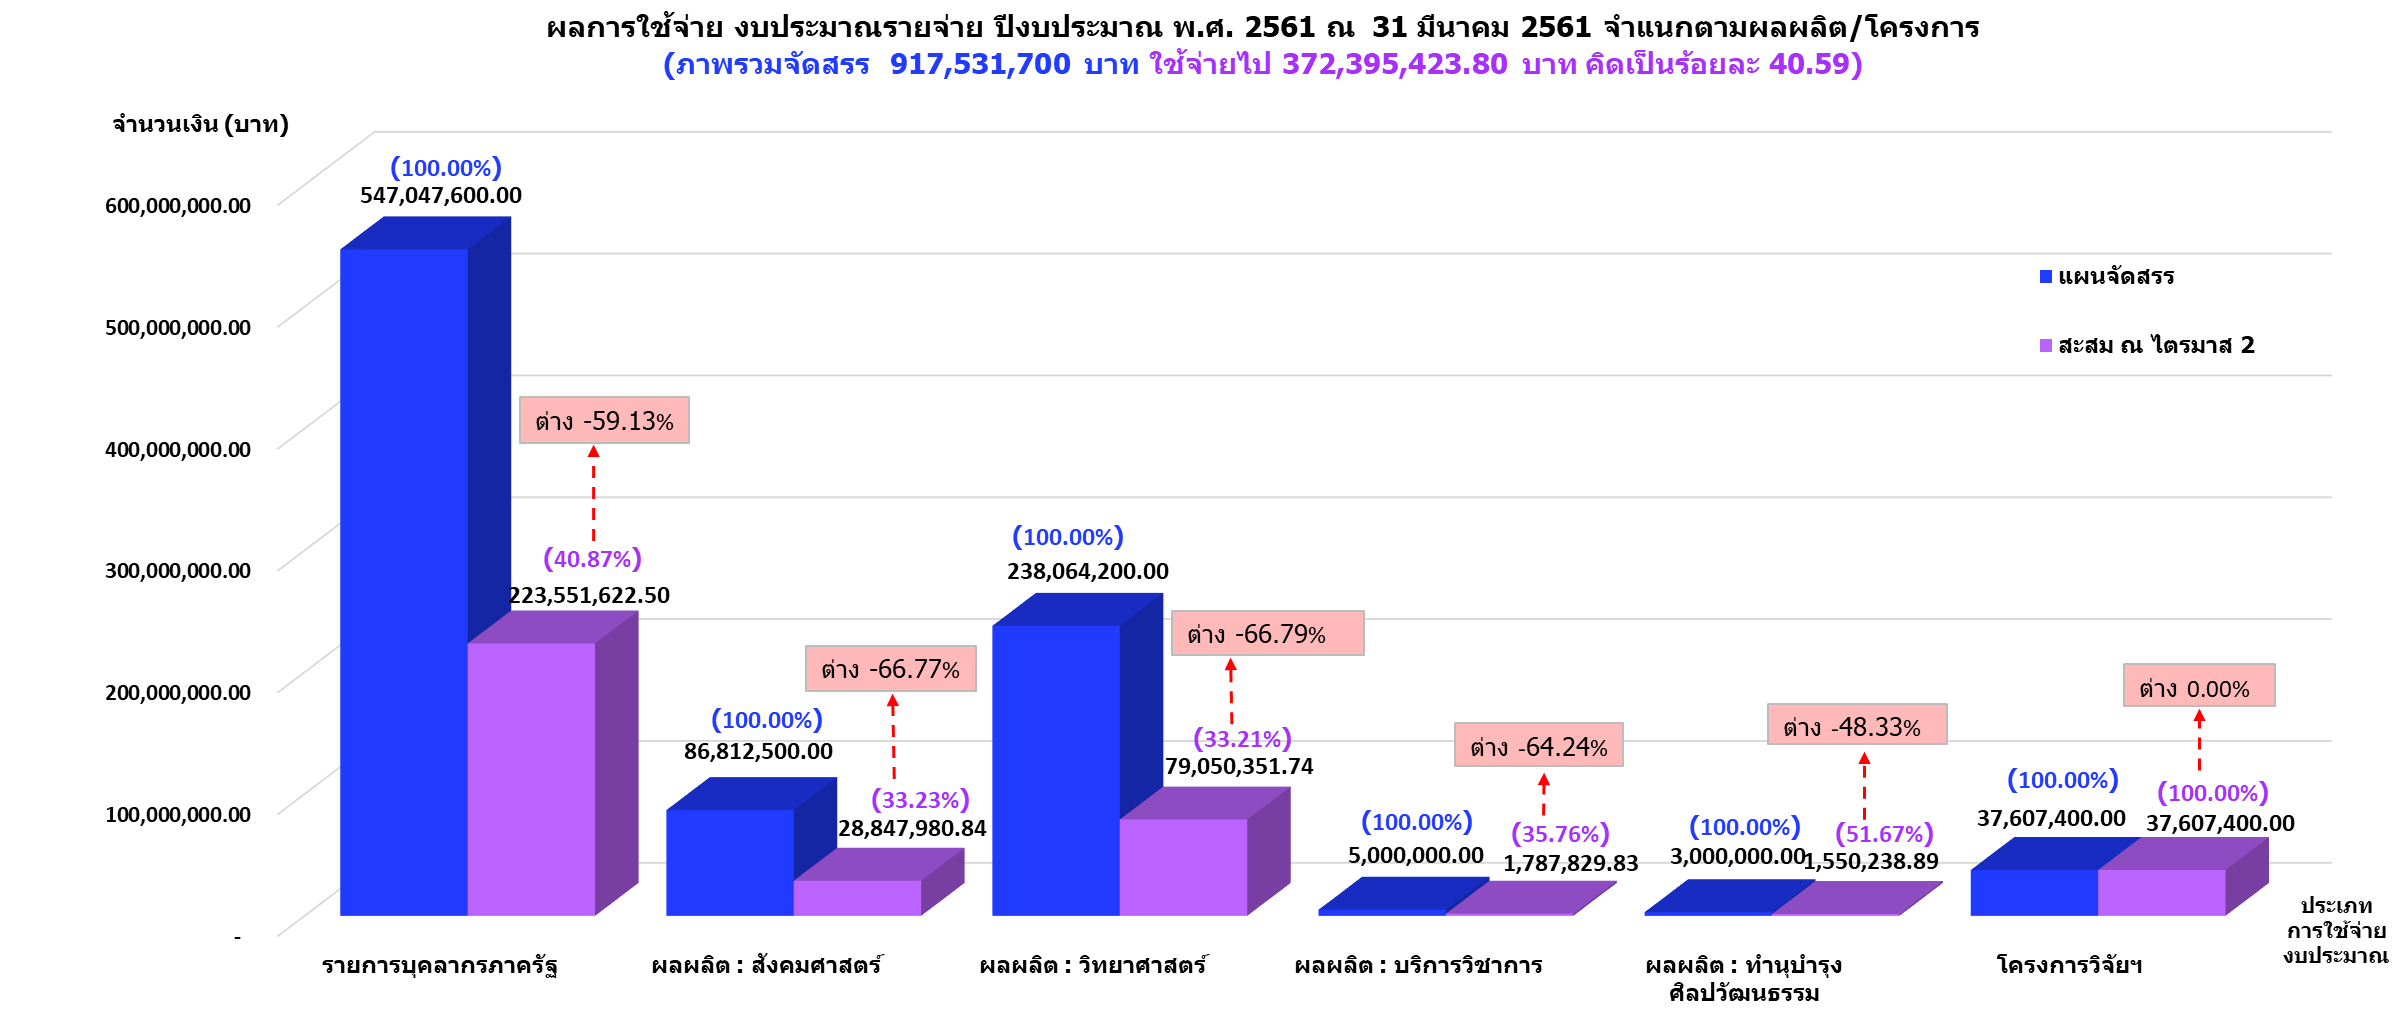 ผลการใช้จ่าย งบประมาณรายจ่าย ปีงบประมาณ พ.ศ. 2561 ณ 31 มีนาคม 2561 จำแนกตามผลผลิต/โครงการ
(ภาพรวมจัดสรร 917,531,700 บาท ใช้จ่ายไป 372,395,423.80 บาท คิดเป็นร้อยละ 40.59)
จำนวนเงิน (บาท)
600,000,000.00
500,000,000.00
400,000,000.00
300,000,000.00
200,000,000.00
100,000,000.00
-
แผนจัดสรร
สะสม ณ ไตรมาส 2
(100.00%)
547,047,600.00
ต่าง -59.13%
(40.87%)
223,551,622.50
(100.00%)
86,812,500.00
ต่าง -66.77%
(33.23%)
28,847,980.84
(100.00%)
238,064,200.00
ต่าง -66.79%
(33.21%)
79,050,351.74
(100.00%)
5,000,000.00
ต่าง -64.24%
(35.76%)
1,787,829.83
(100.00%)
3,000,000.00
ต่าง -48.33%
(51.67%)
1,550,238.89
(100.00%)
37,607,400.00
ต่าง 0.00%
(100.00%)
37,607,400.00
รายการบุคลากรภาครัฐ
ผลผลิต : สังคมศาสตร์
ผลผลิต : วิทยาศาสตร์
ผลผลิต : บริการวิชาการ
ผลผลิต : ทำนุบำรุง
ศิลปวัฒนธรรม
โครงการวิจัยฯ
ประเภท
การใช้จ่าย
งบประมาณ